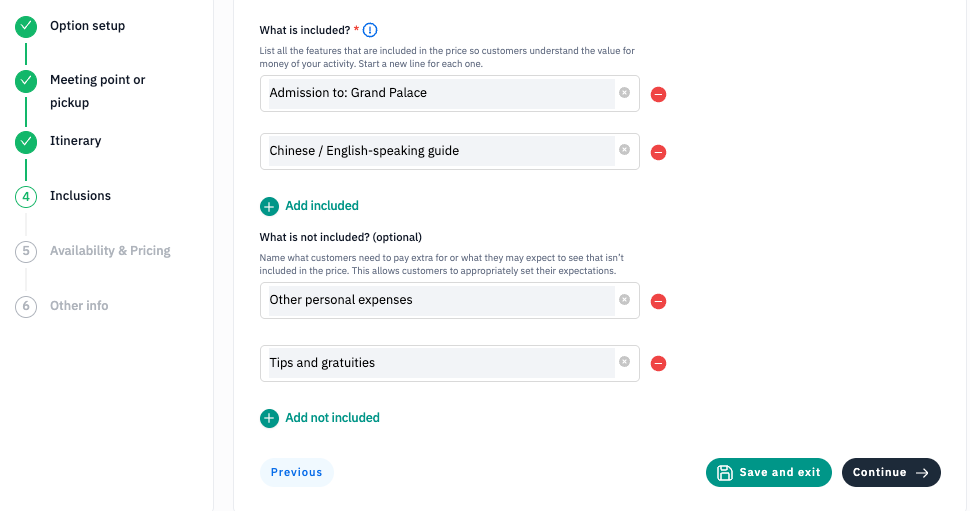 Option setup
Meeting point or
pickup
Itinerary
4 Inclusions
5 Availability & Pricing
6 Other info
What is included? *
List all the features that are included in the price so customers understand the value for
money of your activity. Start a new line for each one.
Admission to: Grand Palace
Chinese / English-speaking guide
Add included
What is not included? (optional)
Name what customers need to pay extra for or what they may expect to see that isn't
included in the price. This allows customers to appropriately set their expectations.
Other personal expenses
Tips and gratuities
Add not included
Previous
Save and exit
Continue